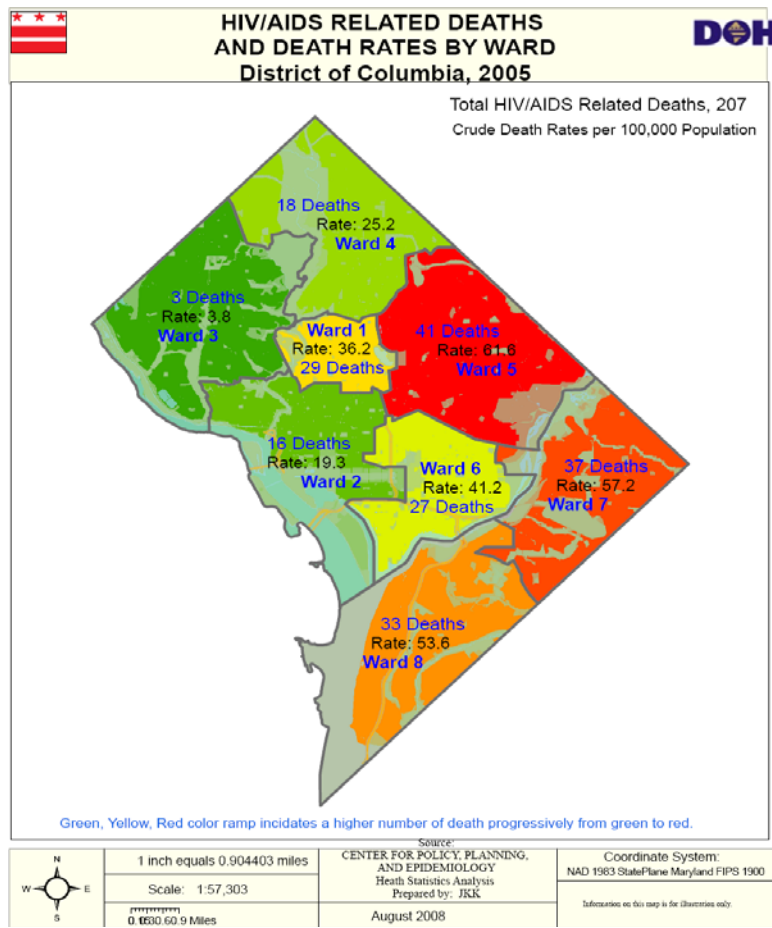 HIV/AIDS RELATED DEATHS
AND DEATH RATES BY WARD
District of Columbia, 2005
DOH
Total HIV/AIDS Related Deaths, 207
Crude Death Rates per 100,000 Population
18 Deaths
Rate: 25.2
Ward 4
3 Deaths
Rate: 3.8
Ward 3
Ward 1
Rate: 36.2
29 Deaths
41 Deaths
Rate: 61.6
Ward 5
16 Deaths
Rate: 19.3
Ward 2
Ward 6
Rate: 41.2
27 Deaths
37 Deaths
Rate: 57.2
Ward 7
33 Deaths
Rate: 53.6
Ward 8
Green, Yellow, Red color ramp incidates a higher number of death progressively from green to red.
N
W E
S
1 inch equals 0.904403 miles
Scale: 1:57,303
Miles
Source:
CENTER FOR POLICY, PLANNING,
AND EPIDEMIOLOGY
Heath Statistics Analysis
Prepared by: JKK
August 2008
Coordinate System:
NAD 1983 StatePlane Maryland FIPS 1900
Information on this map is for illustration only.